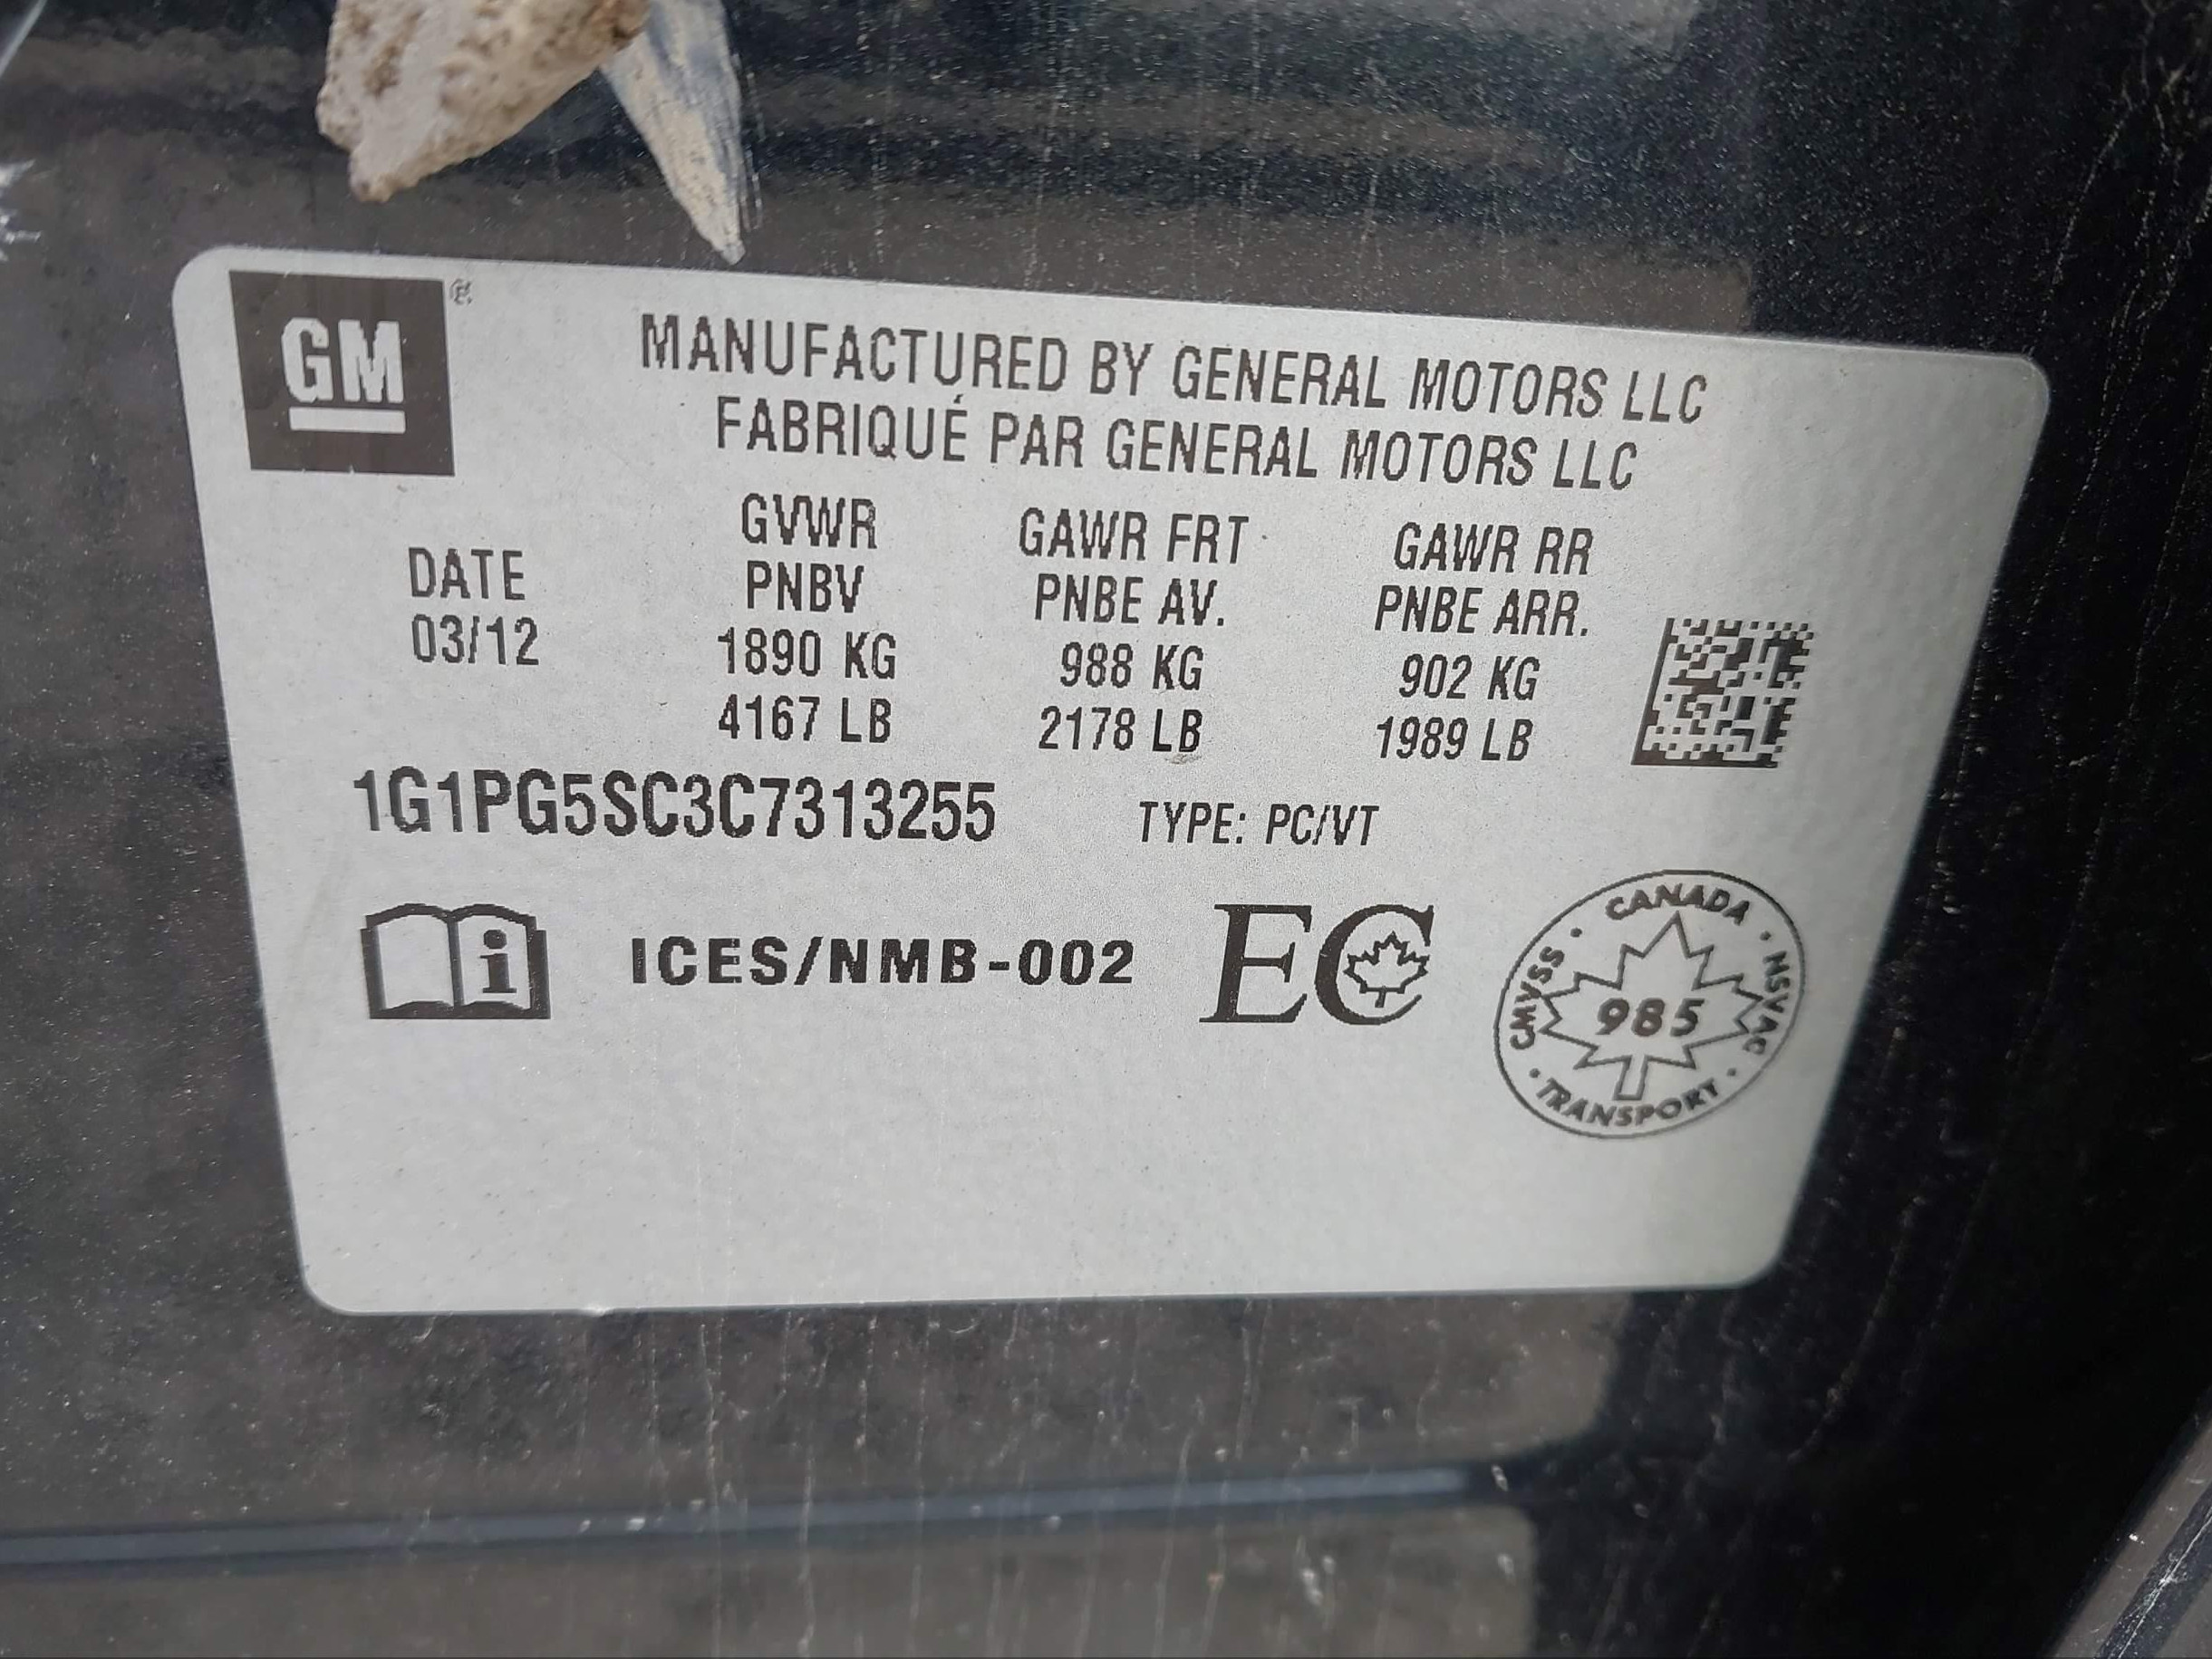 GM
MANUFACTURED BY GENERAL MOTORS LLC
FABRIQUÉ PAR GENERAL MOTORS LLC
DATE
03/12
GVWR
PNBV
1890 KG
4167 LB
GAWR FRT
PNBE AV.
988 KG
2178 LB
GAWR RR
PNBE ARR.
902 KG
1989 LB
1G1PG5SC3C7313255 TYPE: PC/VT
i ICES/NMB-002 EC
CANADA · NSVAC · TRANSPORT · CMVSS ·
985